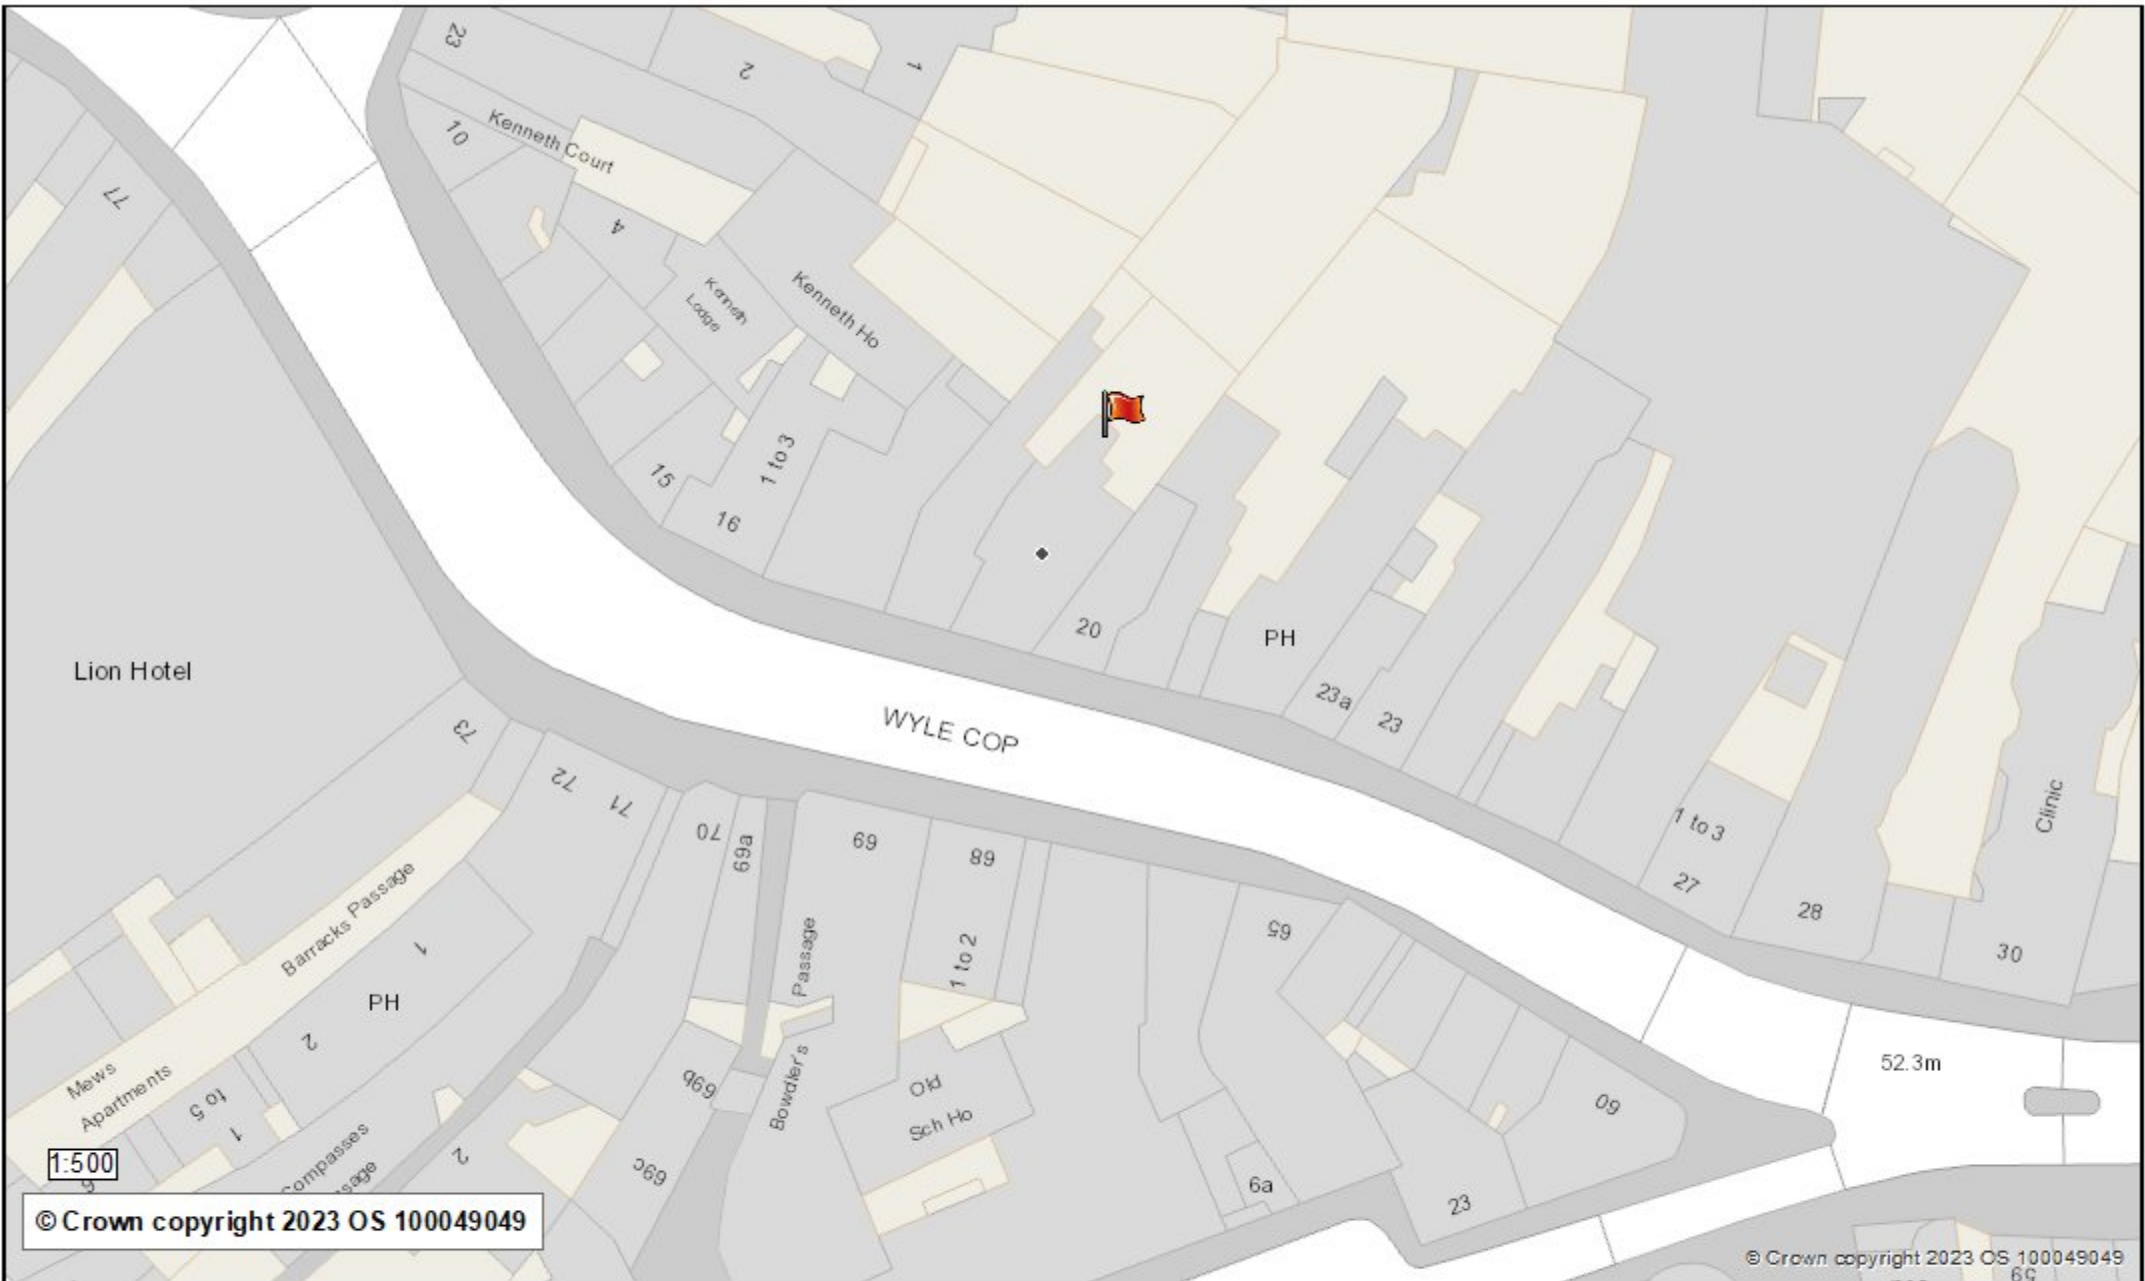 23
2
1
10
Kenneth Court
77
4
Kenneth
Lodge
Kenneth Ho
15
1 to 3
16
20
PH
23a
23
Lion Hotel
WYLE COP
73
72
71
70
69a
69
68
65
1 to 3
27
28
30
Clinic
Barracks Passage
1
PH
2
Bowdler's
Passage
1 to 2
52.3m
60
Mews
Apartments
1
to 5
69b
Old
Sch Ho
2
69c
6a
23
Compasses
6
1:500
© Crown copyright 2023 OS 100049049
© Crown copyright 2023 OS 100049049